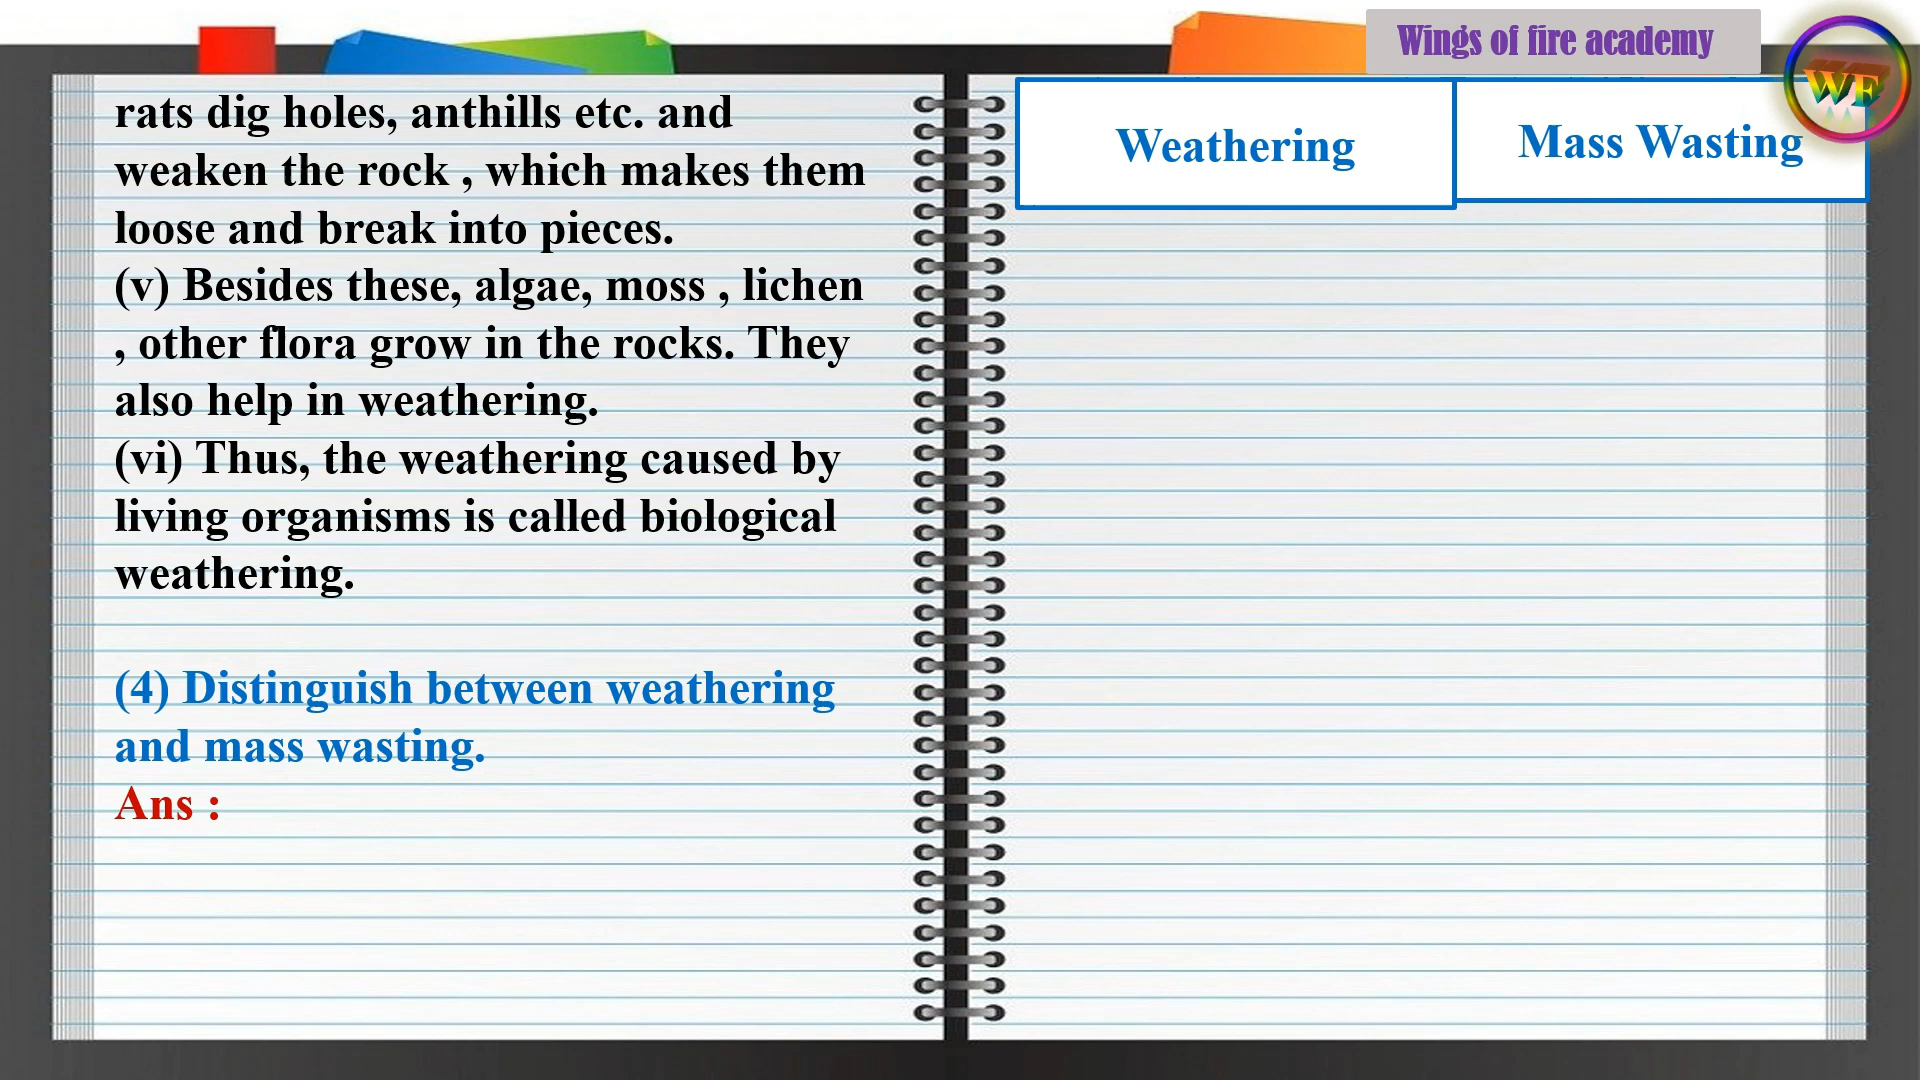 rats dig holes, anthills etc. and
weaken the rock , which makes them
loose and break into pieces.
(v) Besides these, algae, moss , lichen
, other flora grow in the rocks. They
also help in weathering.
(vi) Thus, the weathering caused by
living organisms is called biological
weathering.
(4) Distinguish between weathering
and mass wasting.
Ans :
Wings of fire academy
WF
Weathering
Mass Wasting